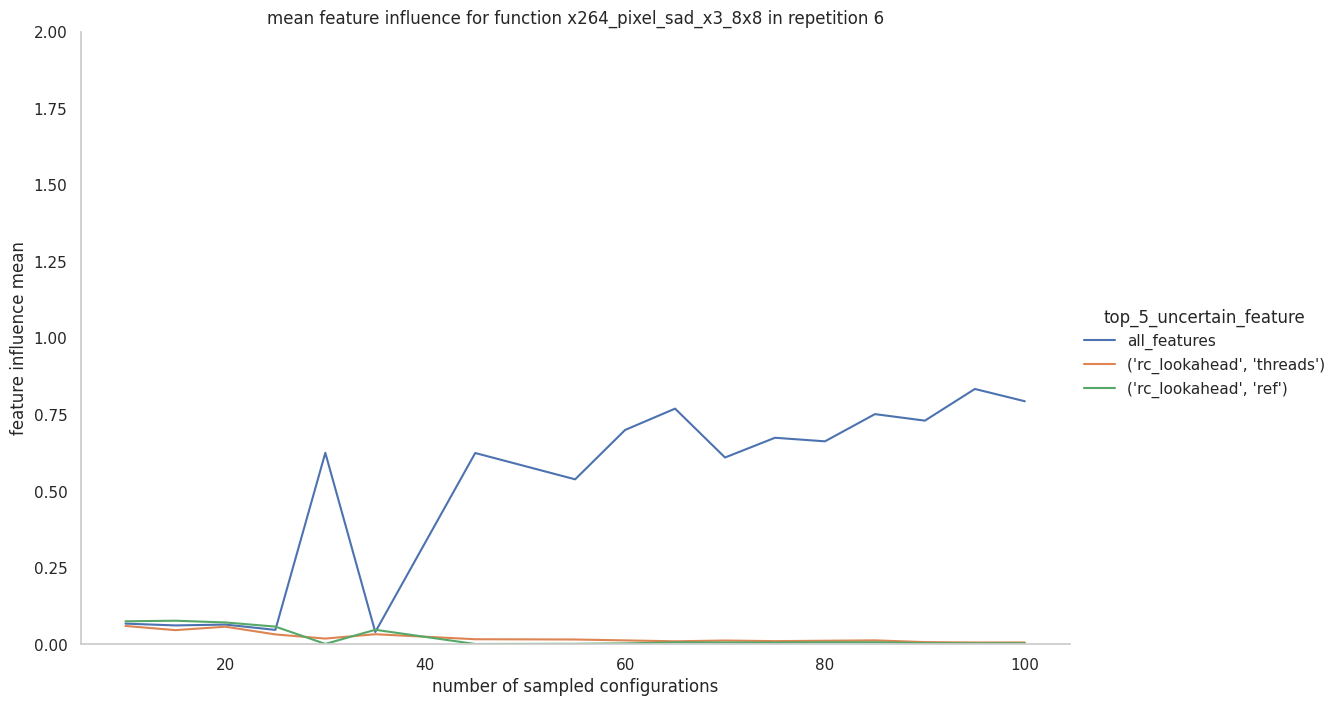 mean feature influence for function x264_pixel_sad_x3_8x8 in repetition 6
2.00
1.75
1.50
1.25
1.00
0.75
0.50
0.25
0.00
feature influence mean
20
40
60
80
100
number of sampled configurations
top_5_uncertain_feature
all_features
('rc_lookahead', 'threads')
('rc_lookahead', 'ref')